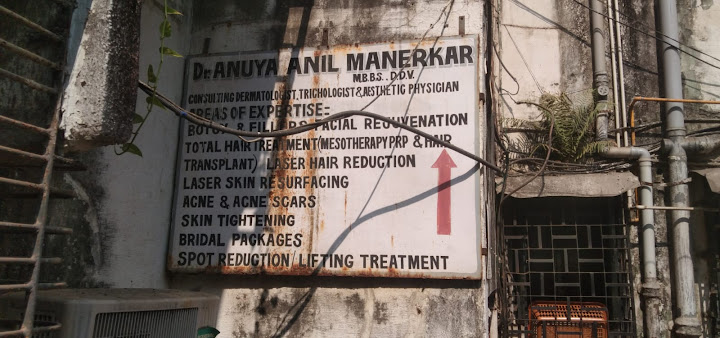 Dr ANUYA ANIL MANERKAR
M.B.B.S., D.D.V.
CONSULTING DERMATOLOGIST, TRICHOLOGIST & AESTHETIC PHYSICIAN
AREAS OF EXPERTISE:-
BOTOX & FILLERS FACIAL REJUVENATION
TOTAL HAIR TREATMENT (MESOTHERAPY PRP & HAIR
TRANSPLANT) LASER HAIR REDUCTION
LASER SKIN RESURFACING
ACNE & ACNE SCARS
SKIN TIGHTENING
BRIDAL PACKAGES
SPOT REDUCTION / LIFTING TREATMENT